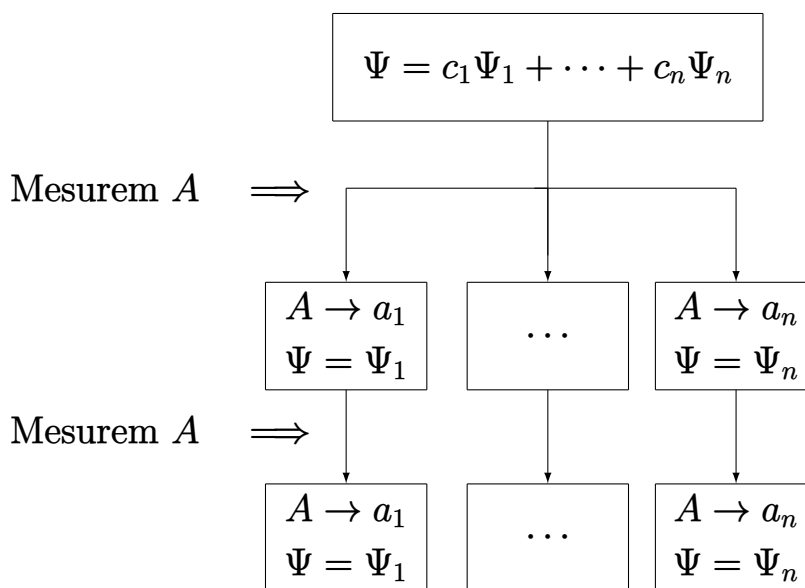 Ψ = c₁Ψ₁ + ⋯ + cₙΨₙ
Mesurem A ⟹
A → a₁
Ψ = Ψ₁
⋯
A → aₙ
Ψ = Ψₙ
Mesurem A ⟹
A → a₁
Ψ = Ψ₁
⋯
A → aₙ
Ψ = Ψₙ